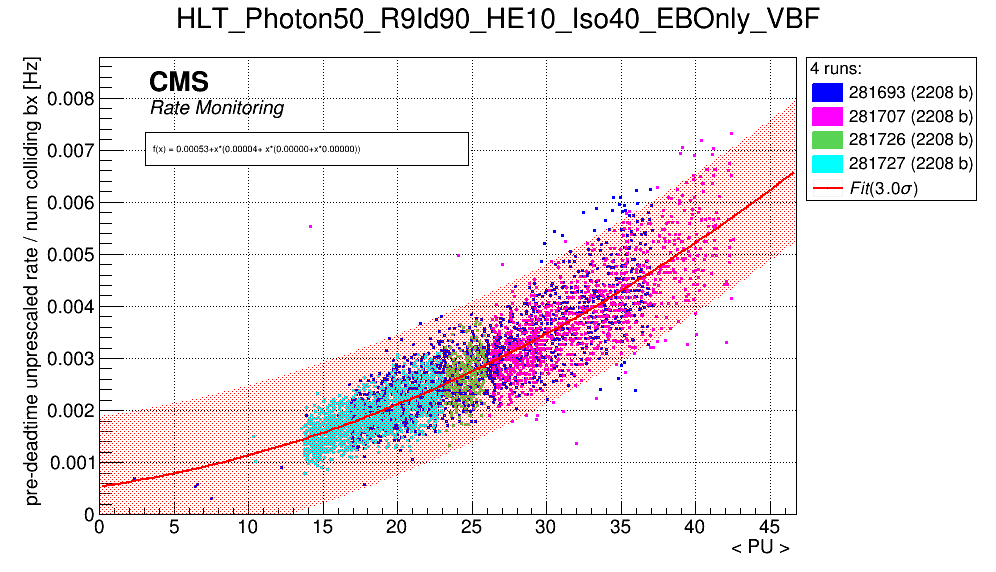 HLT_Photon50_R9Id90_HE10_Iso40_EBOnly_VBF
pre-deadtime unprescaled rate / num colliding bx [Hz]
CMS
Rate Monitoring
f(x) = 0.00053+x*(0.00004+ x*(0.00000+x*0.00000))
4 runs:
281693 (2208 b)
281707 (2208 b)
281726 (2208 b)
281727 (2208 b)
Fit(3.0σ)
0.008
0.007
0.006
0.005
0.004
0.003
0.002
0.001
0
0 5 10 15 20 25 30 35 40 45
< PU >